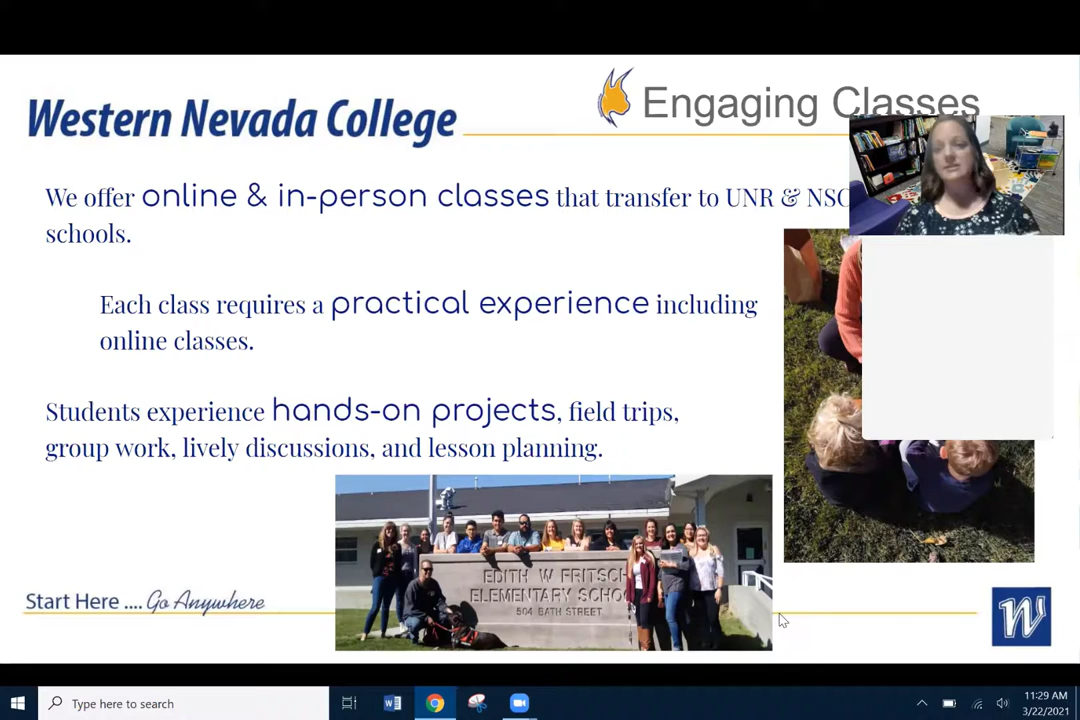 Engaging Classes
Western Nevada College
We offer online & in-person classes that transfer to UNR & NSC
schools.
Each class requires a practical experience including
online classes.
Students experience hands-on projects, field trips,
group work, lively discussions, and lesson planning.
EDITH W FRITSCH
ELEMENTARY SCHOO
504 BATH STREET
Start Here .... Go Anywhere
W
Type here to search
11:29 AM
3/22/2021